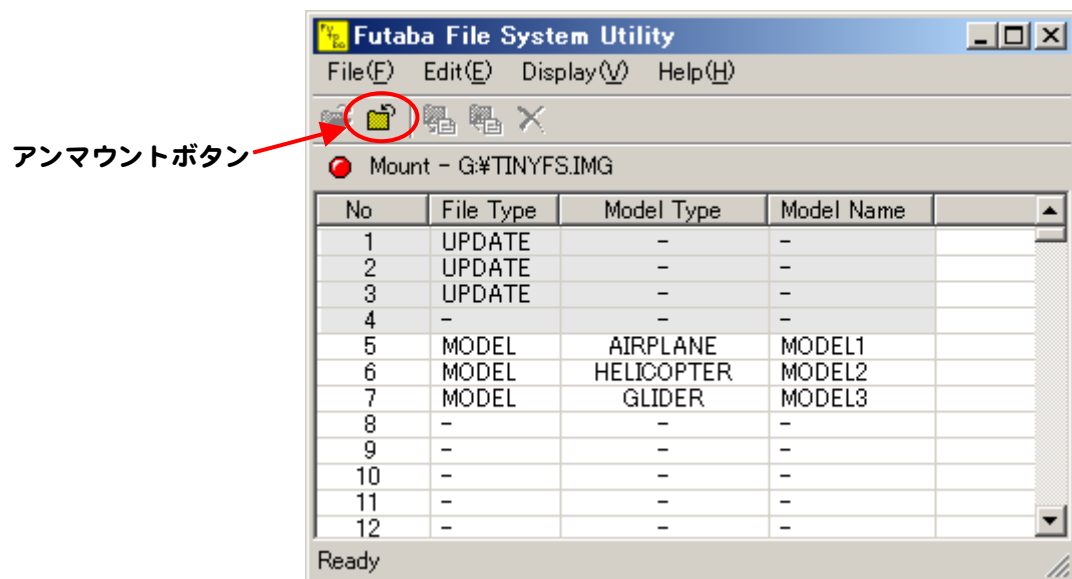 Futaba File System Utility
File(F) Edit(E) Display(V) Help(H)
アンマウントボタン
Mount - G:¥TINYFS.IMG
No File Type Model Type Model Name
1 UPDATE - -
2 UPDATE - -
3 UPDATE - -
4 - - -
5 MODEL AIRPLANE MODEL1
6 MODEL HELICOPTER MODEL2
7 MODEL GLIDER MODEL3
8 - - -
9 - - -
10 - - -
11 - - -
12 - - -
Ready